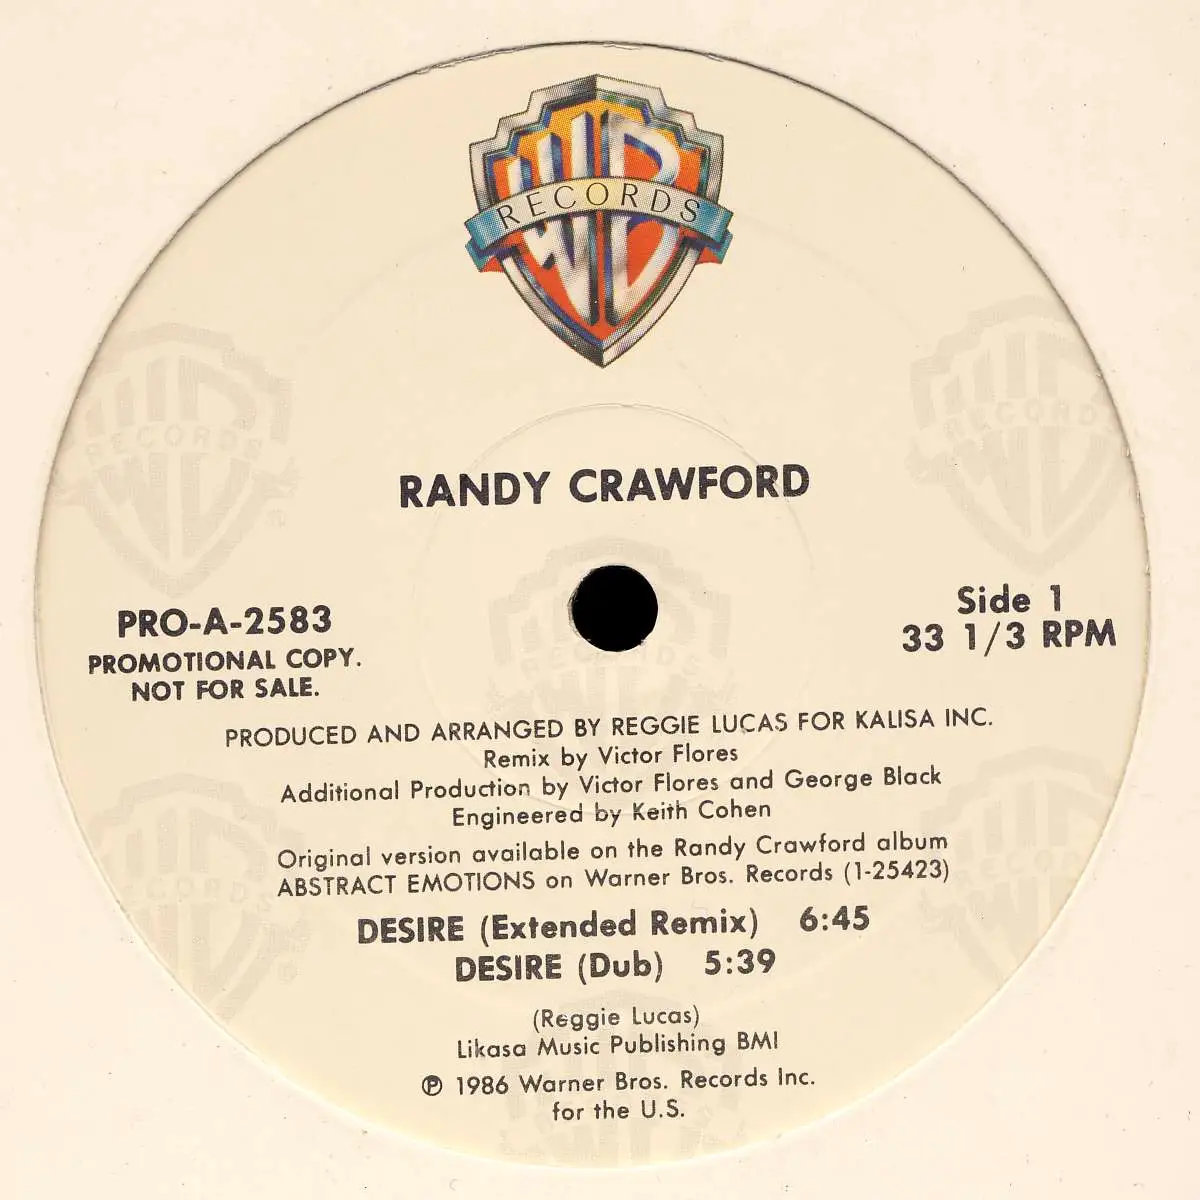 WB
RECORDS
RANDY CRAWFORD
PRO-A-2583
PROMOTIONAL COPY.
NOT FOR SALE.
Side 1
33 1/3 RPM
PRODUCED AND ARRANGED BY REGGIE LUCAS FOR KALISA INC.
Remix by Victor Flores
Additional Production by Victor Flores and George Black
Engineered by Keith Cohen
Original version available on the Randy Crawford album
ABSTRACT EMOTIONS on Warner Bros. Records (1-25423)
DESIRE (Extended Remix) 6:45
DESIRE (Dub) 5:39
(Reggie Lucas)
Likasa Music Publishing BMI
℗ 1986 Warner Bros. Records Inc.
for the U.S.